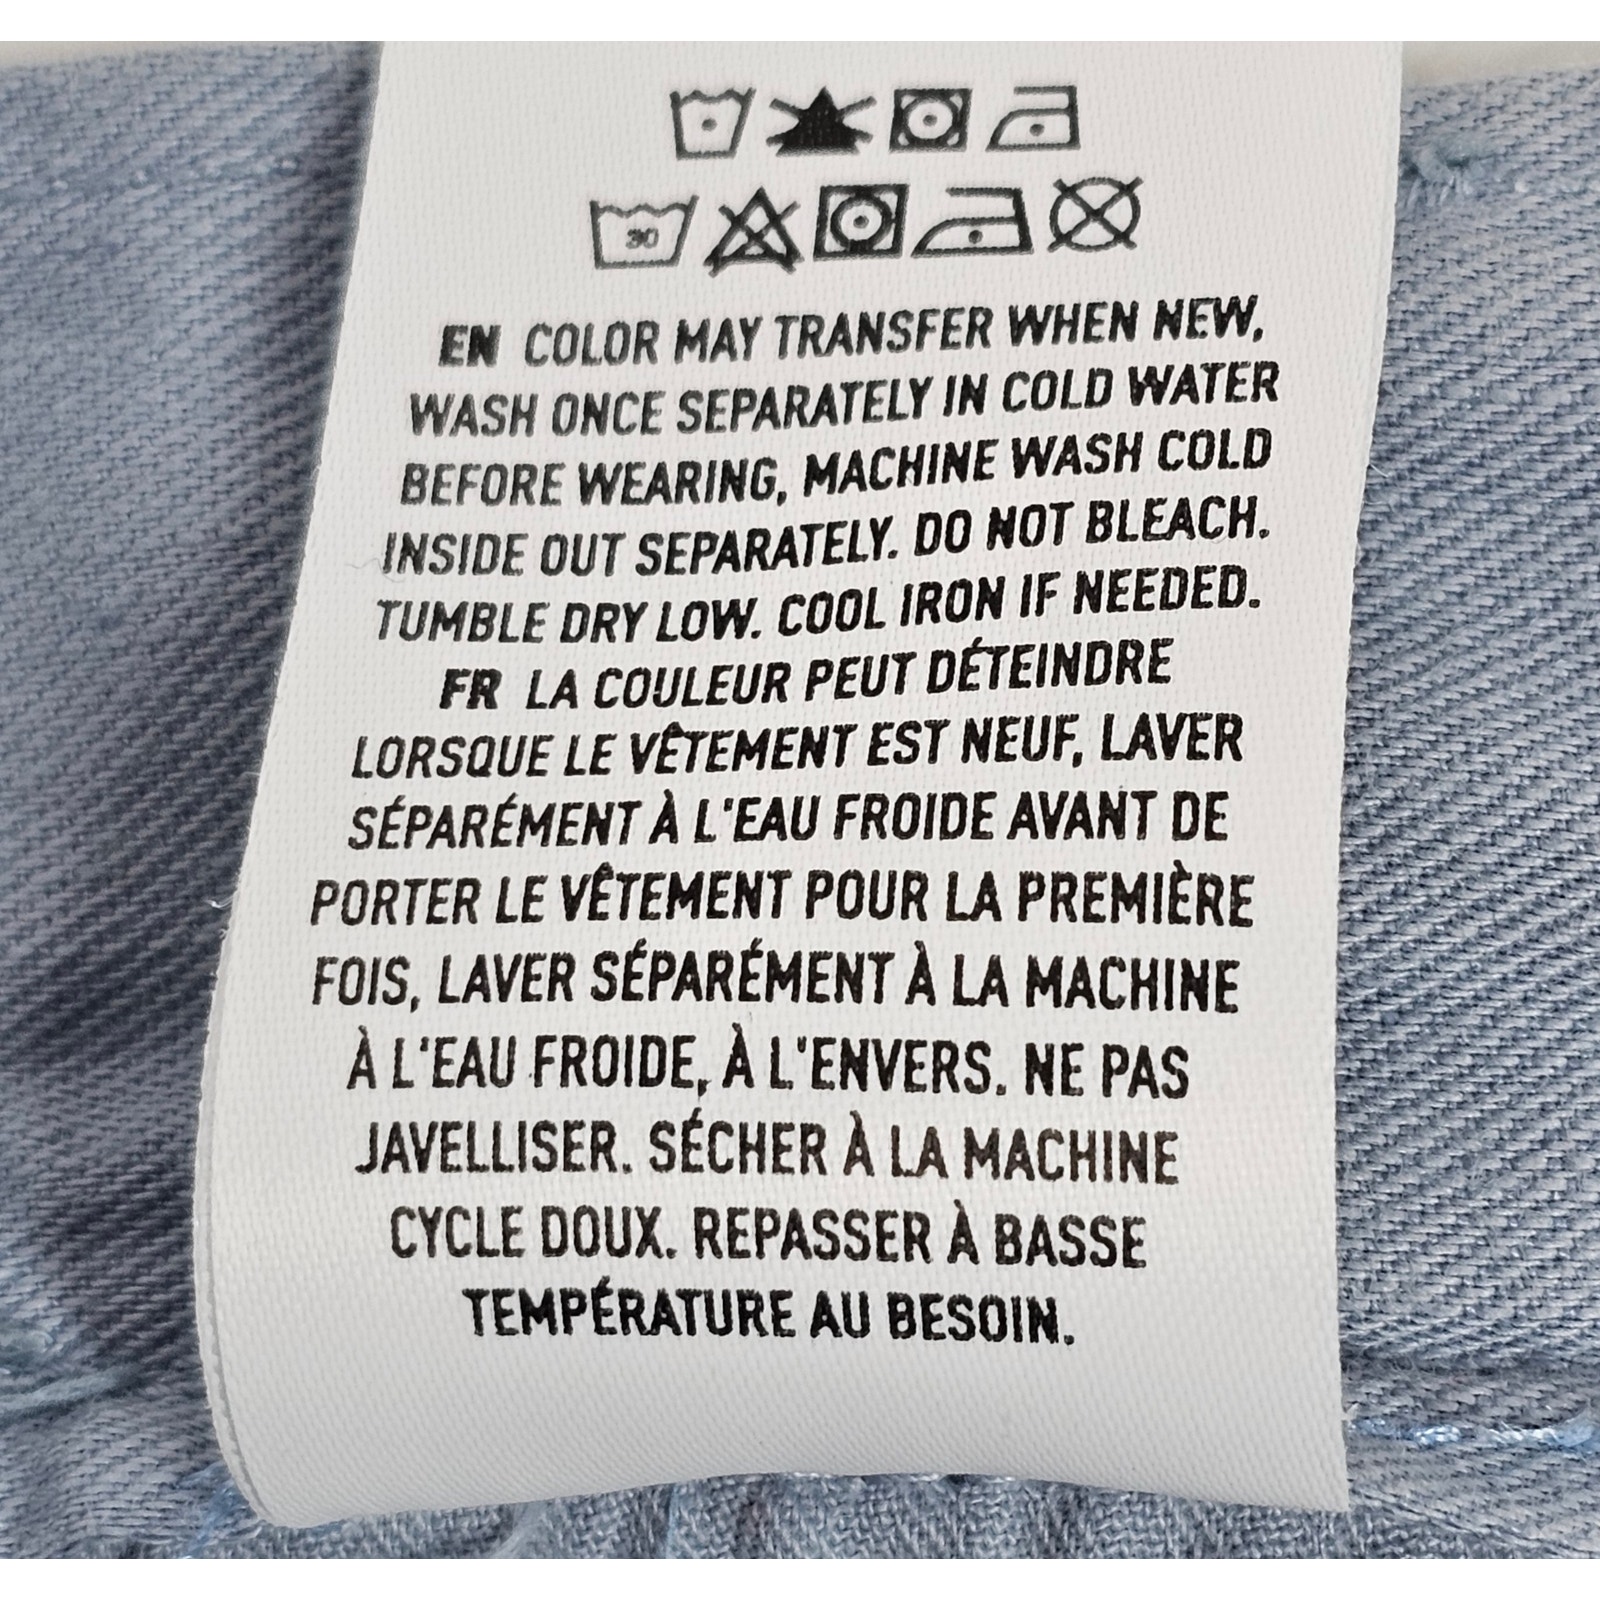 30
EN COLOR MAY TRANSFER WHEN NEW,
WASH ONCE SEPARATELY IN COLD WATER
BEFORE WEARING, MACHINE WASH COLD
INSIDE OUT SEPARATELY. DO NOT BLEACH.
TUMBLE DRY LOW. COOL IRON IF NEEDED.
FR LA COULEUR PEUT DÉTEINDRE
LORSQUE LE VÊTEMENT EST NEUF, LAVER
SÉPARÉMENT À L'EAU FROIDE AVANT DE
PORTER LE VÊTEMENT POUR LA PREMIÈRE
FOIS, LAVER SÉPARÉMENT À LA MACHINE
À L'EAU FROIDE, À L'ENVERS. NE PAS
JAVELLISER. SÉCHER À LA MACHINE
CYCLE DOUX. REPASSER À BASSE
TEMPÉRATURE AU BESOIN.